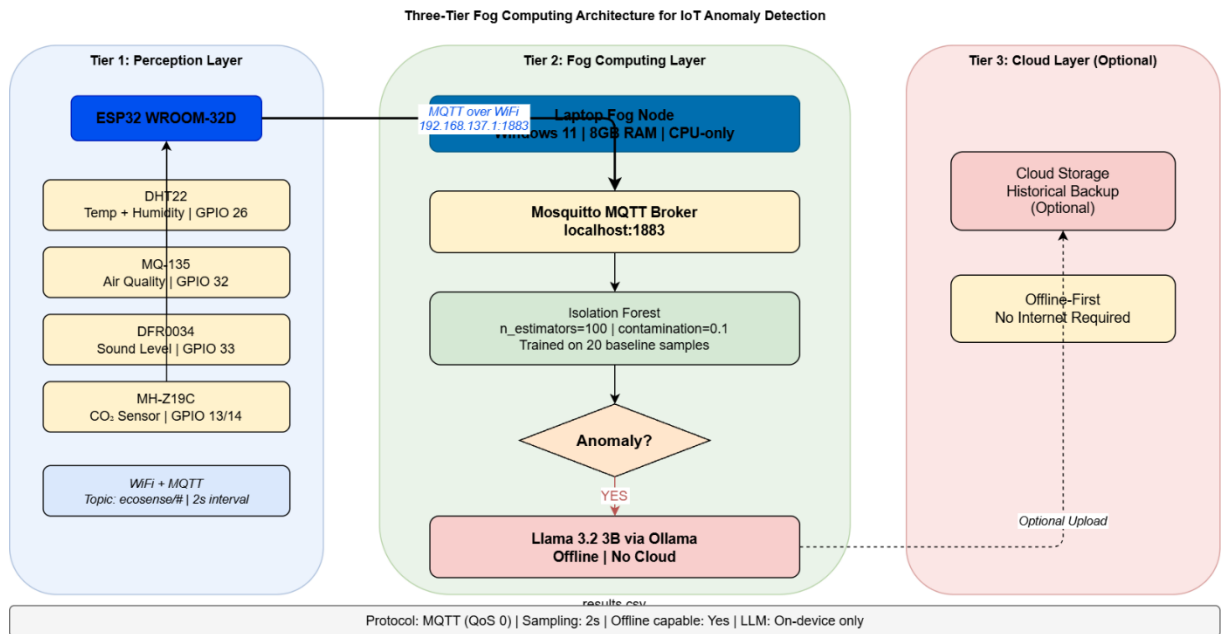 Three-Tier Fog Computing Architecture for IoT Anomaly Detection
Tier 1: Perception Layer
ESP32 WROOM-32D
DHT22
Temp + Humidity | GPIO 26
MQ-135
Air Quality | GPIO 32
DFR0034
Sound Level | GPIO 33
MH-Z19C
CO₂ Sensor | GPIO 13/14
WiFi + MQTT
Topic: ecosense/# | 2s interval
Tier 2: Fog Computing Layer
MQTT over WiFi
192.168.137.1:1883
Laptop Fog Node
Windows 11 | 8GB RAM | CPU-only
Mosquitto MQTT Broker
localhost:1883
Isolation Forest
n_estimators=100 | contamination=0.1
Trained on 20 baseline samples
Anomaly?
YES
Llama 3.2 3B via Ollama
Offline | No Cloud
results.csv
Tier 3: Cloud Layer (Optional)
Cloud Storage
Historical Backup
(Optional)
Offline-First
No Internet Required
Optional Upload
Protocol: MQTT (QoS 0) | Sampling: 2s | Offline capable: Yes | LLM: On-device only